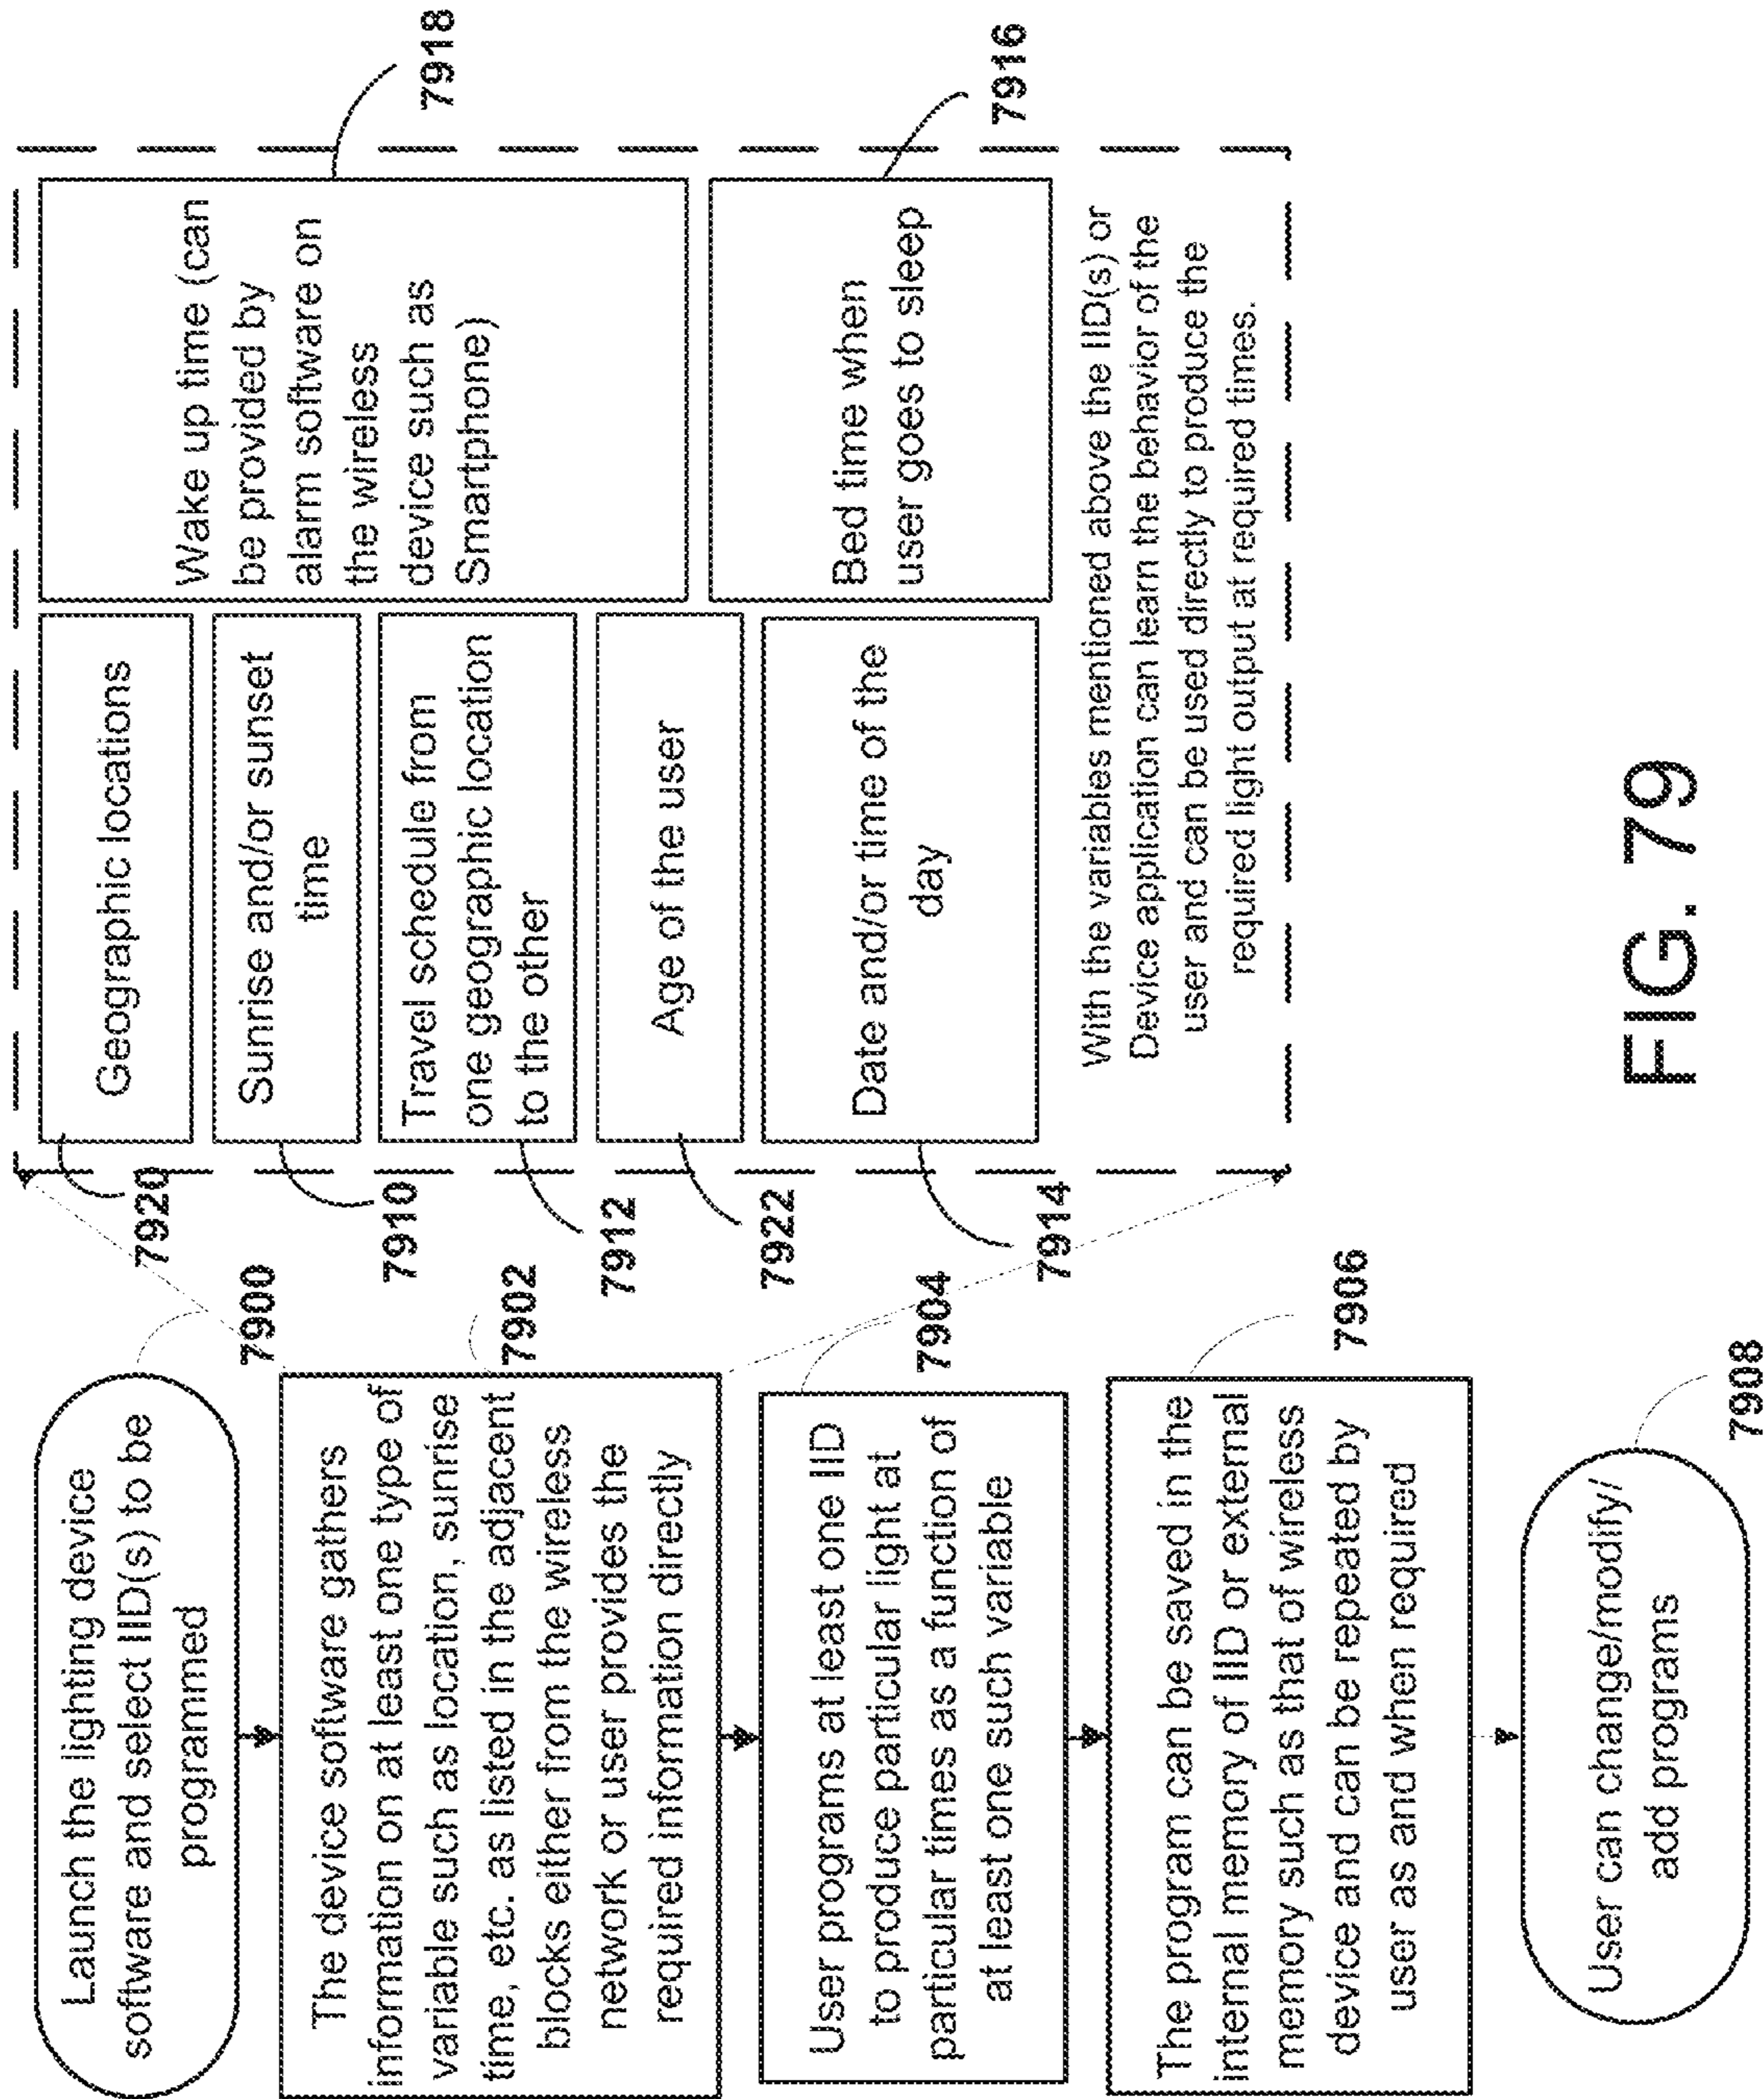 Launch the lighting device
software and select IID(s) to be
programmed
7900
The device software gathers
information on at least one type of
variable such as location, sunrise
time, etc. as listed in the adjacent
blocks either from the wireless
network or user provides the
required information directly
7902
User programs at least one IID
to produce particular light at
particular times as a function of
at least one such variable
7904
The program can be saved in the
internal memory of IID or external
memory such as that of wireless
device and can be repeated by
user as and when required
7906
User can change/modify/
add programs
7908
Geographic locations
7920
Sunrise and/or sunset
time
7910
Travel schedule from
one geographic location
to the other
7912
Age of the user
7922
Date and/or time of the
day
7914
Wake up time (can
be provided by
alarm software on
the wireless
device such as
Smartphone)
7918
Bed time when
user goes to sleep
7916
With the variables mentioned above the IID(s) or
Device application can learn the behavior of the
user and can be used directly to produce the
required light output at required times.
FIG. 79